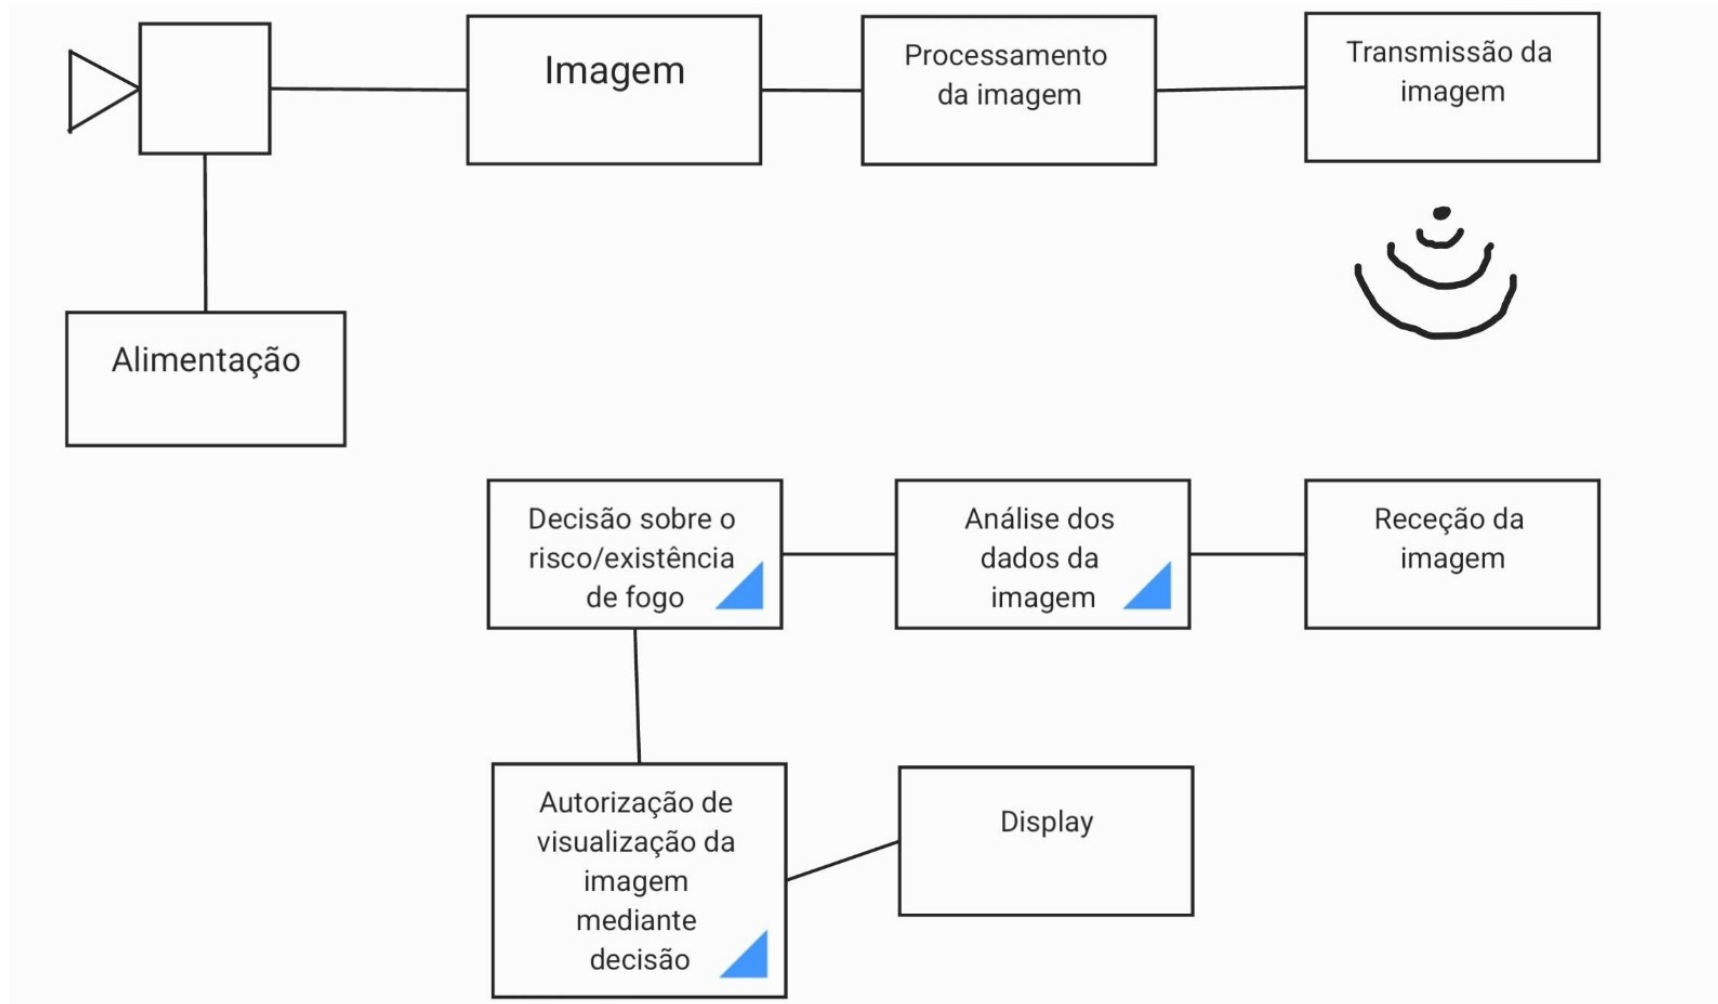 Imagem
Processamento
da imagem
Transmissão da
imagem
Alimentação
Decisão sobre o
risco/existência
de fogo
Análise dos
dados da
imagem
Receção da
imagem
Autorização de
visualização da
imagem
mediante
decisão
Display